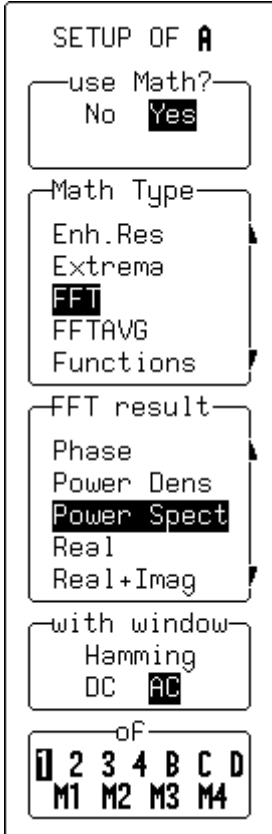 SETUP OF A
use Math?
No Yes
Math Type
Enh.Res
Extrema
FFT
FFTAVG
Functions
FFT result
Phase
Power Dens
Power Spect
Real
Real+Imag
with window
Hamming
DC AC
of
1 2 3 4 B C D
M1 M2 M3 M4